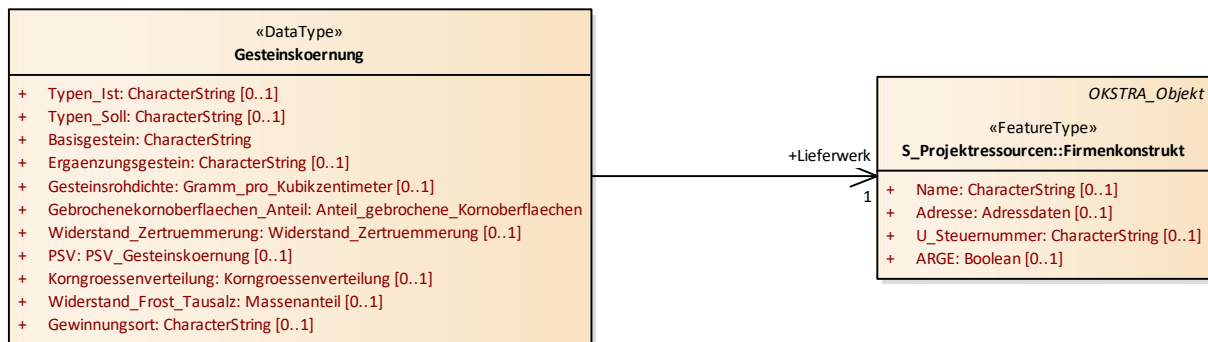 «DataType»
Gesteinskoernung
+ Typen_Ist: CharacterString [0..1]
+ Typen_Soll: CharacterString [0..1]
+ Basisgestein: CharacterString
+ Ergaenzungsgestein: CharacterString [0..1]
+ Gesteinsrohdichte: Gramm_pro_Kubikzentimeter [0..1]
+ Gebrochenekornoberflaechen_Anteil: Anteil_gebrochene_Kornoberflaechen
+ Widerstand_Zertruemmerung: Widerstand_Zertruemmerung [0..1]
+ PSV: PSV_Gesteinskoernung [0..1]
+ Korngroessenverteilung: Korngroessenverteilung [0..1]
+ Widerstand_Frost_Tausalz: Massenanteil [0..1]
+ Gewinnungsort: CharacterString [0..1]
+Lieferwerk
1
OKSTRA_Objekt
«FeatureType»
S_Projektressourcen::Firmenkonstrukt
+ Name: CharacterString [0..1]
+ Adresse: Adressdaten [0..1]
+ U_Steuernummer: CharacterString [0..1]
+ ARGE: Boolean [0..1]